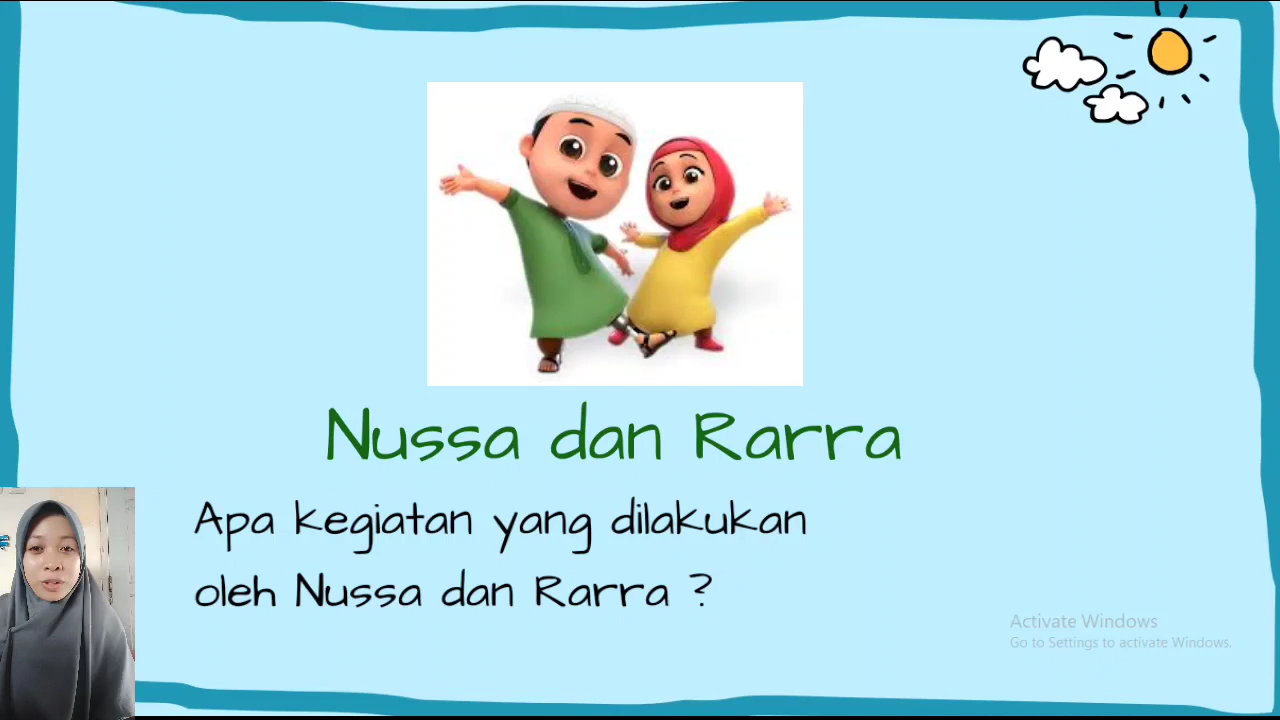 Nussa dan Rarra
Apa kegiatan yang dilakukan
oleh Nussa dan Rarra ?
Activate Windows
Go to Settings to activate Windows.